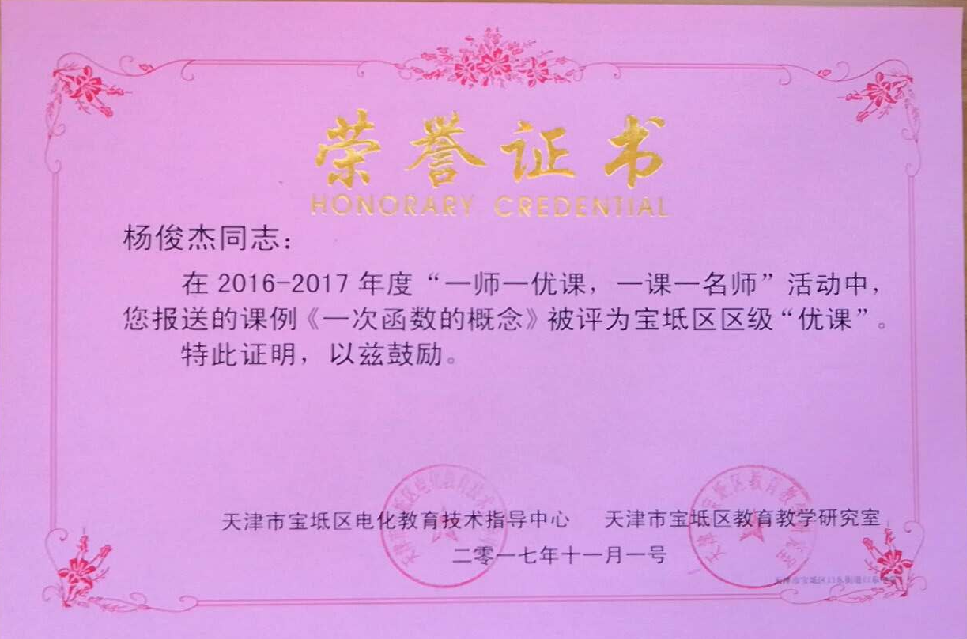 荣誉证书
HONORARY CREDENTIAL
杨俊杰同志：
在 2016-2017 年度“一师一优课，一课一名师”活动中，
您报送的课例《一次函数的概念》被评为宝坻区区级“优课”。
特此证明，以兹鼓励。
天津市宝坻区电化教育技术指导中心 天津市宝坻区教育教学研究室
二零一七年十一月一号